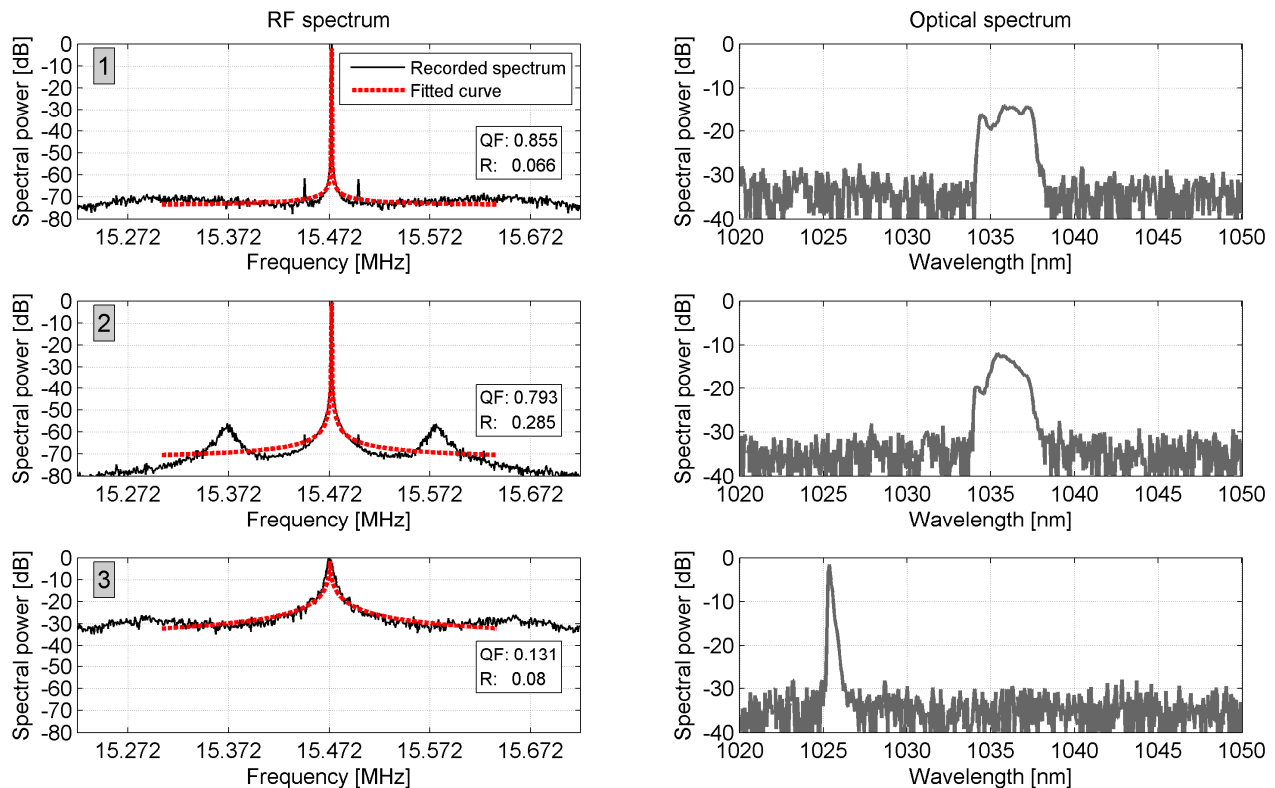 RF spectrum
Optical spectrum
1
Spectral power [dB]
0
-10
-20
-30
-40
-50
-60
-70
-80
Recorded spectrum
Fitted curve
QF: 0.855
R: 0.066
15.272 15.372 15.472 15.572 15.672
Frequency [MHz]
Spectral power [dB]
0
-10
-20
-30
-40
1020 1025 1030 1035 1040 1045 1050
Wavelength [nm]
2
Spectral power [dB]
0
-10
-20
-30
-40
-50
-60
-70
-80
QF: 0.793
R: 0.285
15.272 15.372 15.472 15.572 15.672
Frequency [MHz]
Spectral power [dB]
0
-10
-20
-30
-40
1020 1025 1030 1035 1040 1045 1050
Wavelength [nm]
3
Spectral power [dB]
0
-10
-20
-30
-40
-50
-60
-70
-80
QF: 0.131
R: 0.08
15.272 15.372 15.472 15.572 15.672
Frequency [MHz]
Spectral power [dB]
0
-10
-20
-30
-40
1020 1025 1030 1035 1040 1045 1050
Wavelength [nm]